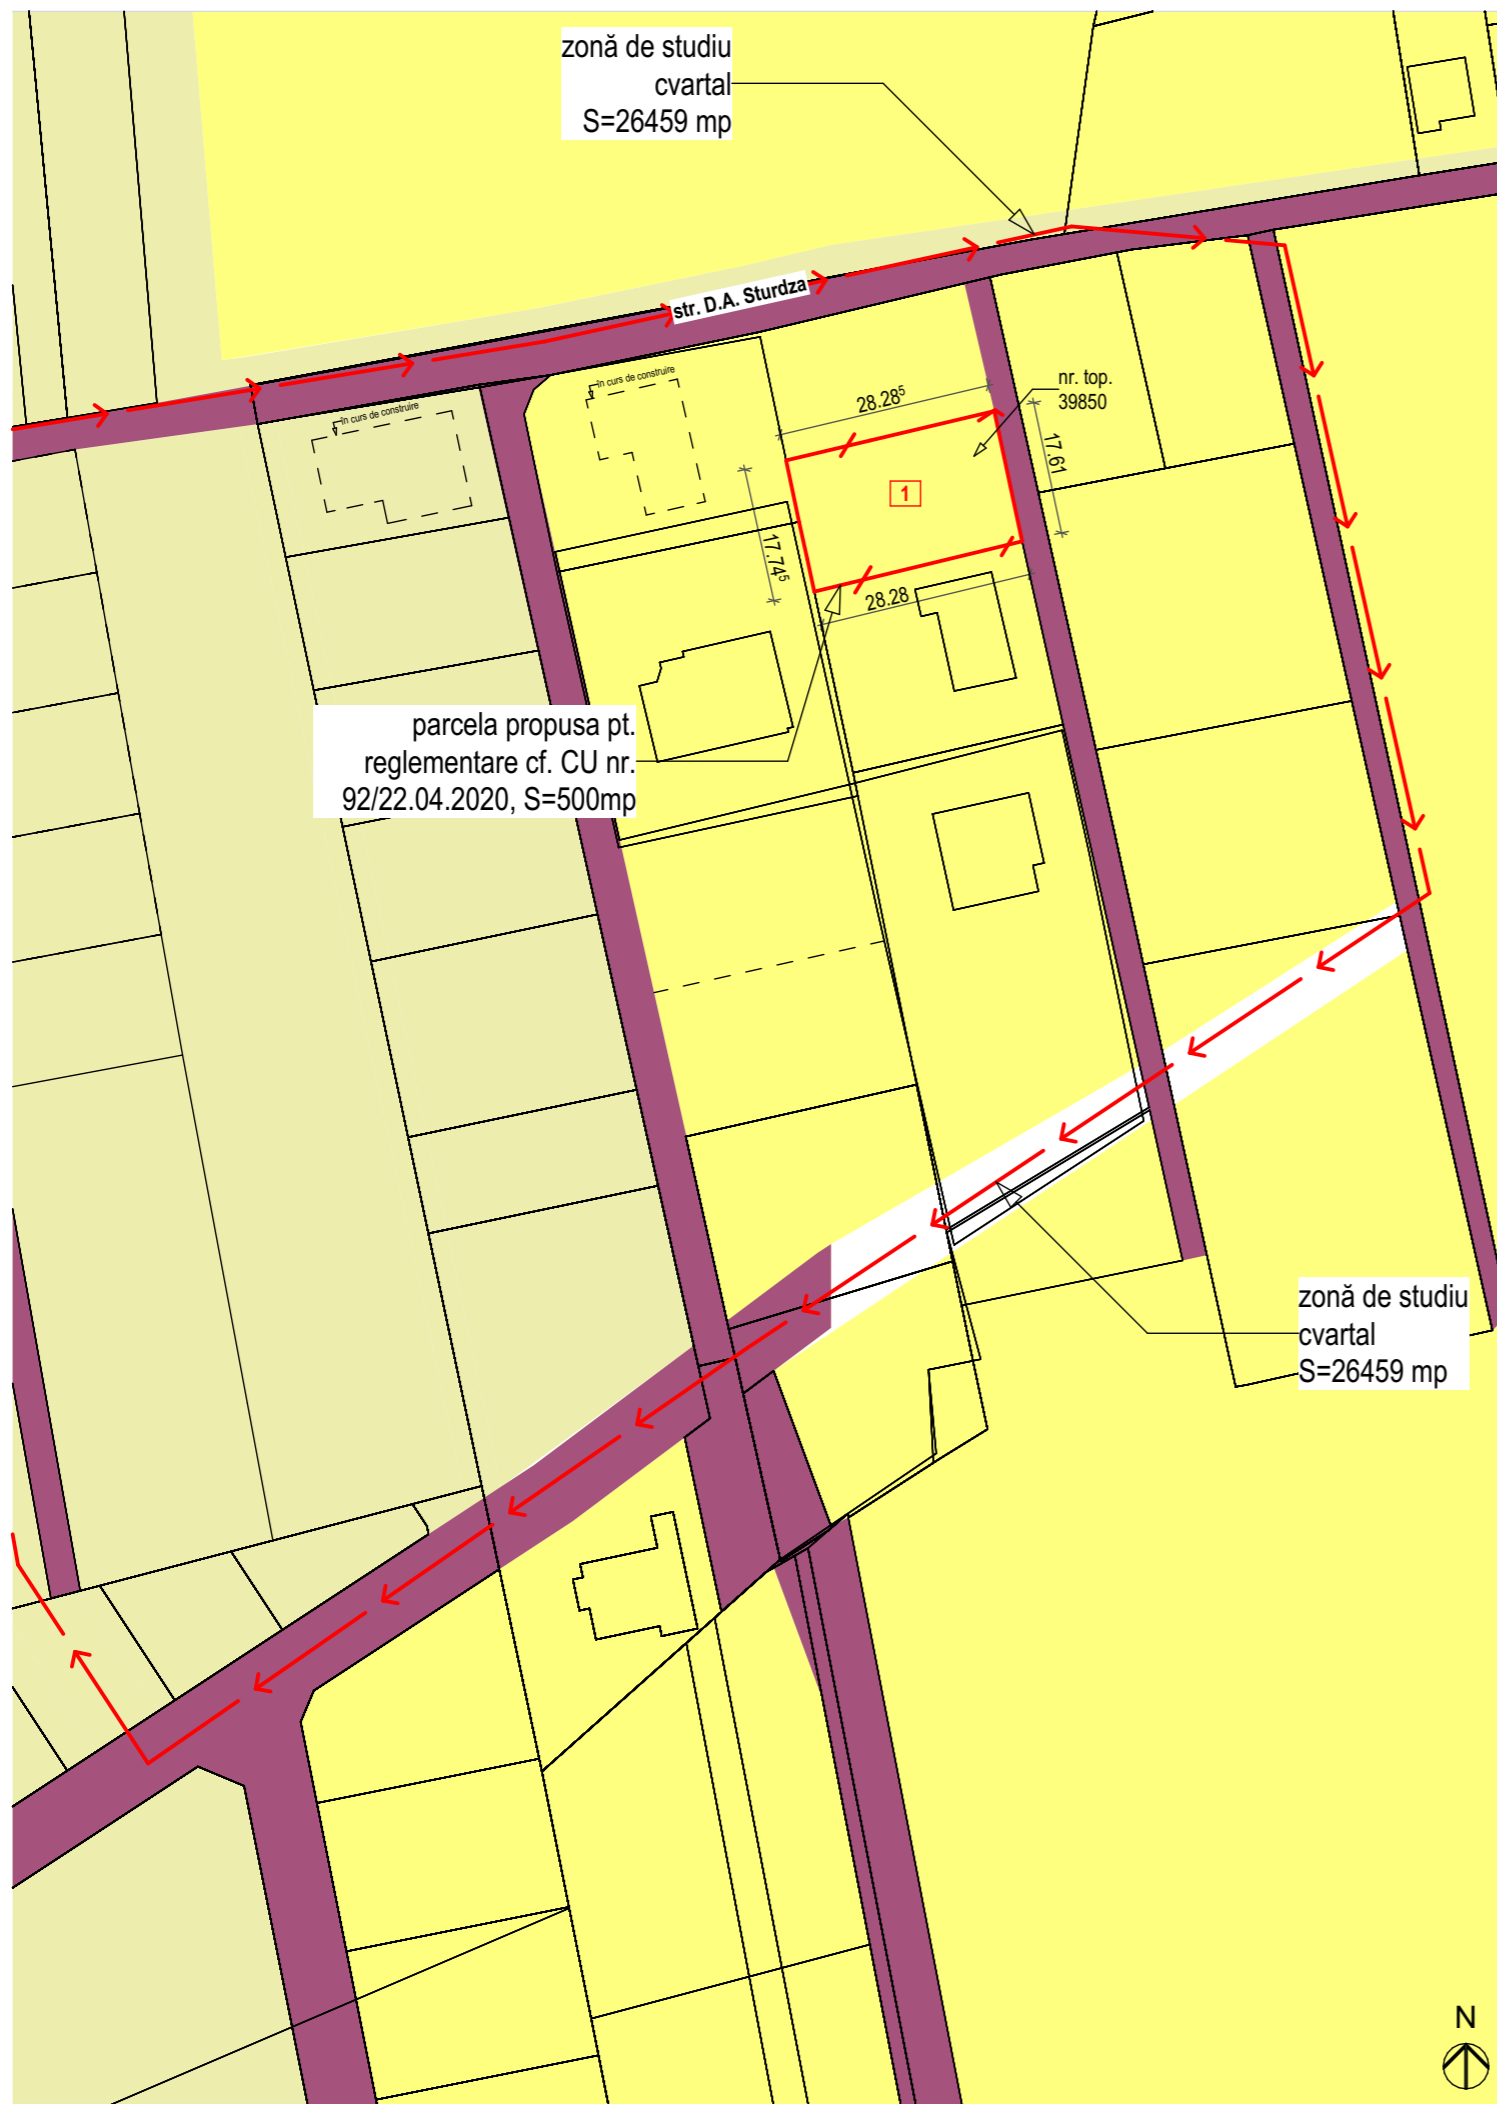 zonă de studiu
cvartal
S=26459 mp
str. D.A. Sturdza
în curs de construire
în curs de construire
nr. top.
39850
28.28⁵
17.61
1
17.74⁵
28.28
parcela propusa pt.
reglementare cf. CU nr.
92/22.04.2020, S=500mp
zonă de studiu
cvartal
S=26459 mp
N